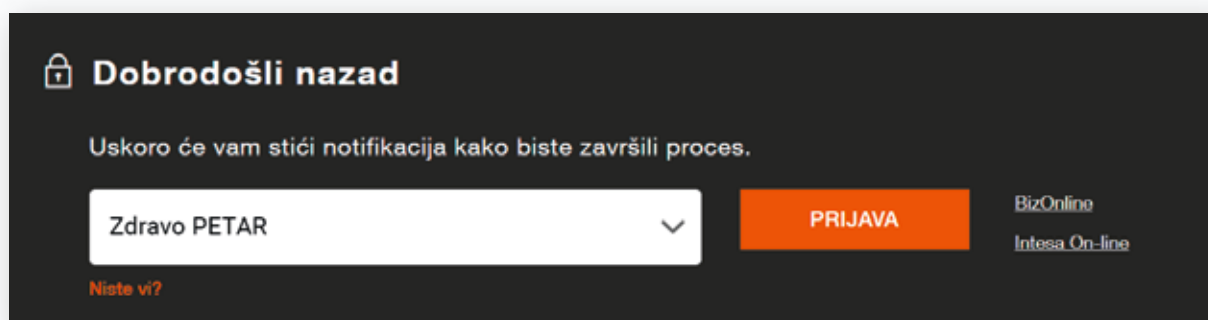 Dobrodošli nazad
Uskoro će vam stići notifikacija kako biste završili proces.
Zdravo PETAR
PRIJAVA
BizOnline
Intesa On-line
Niste vi?